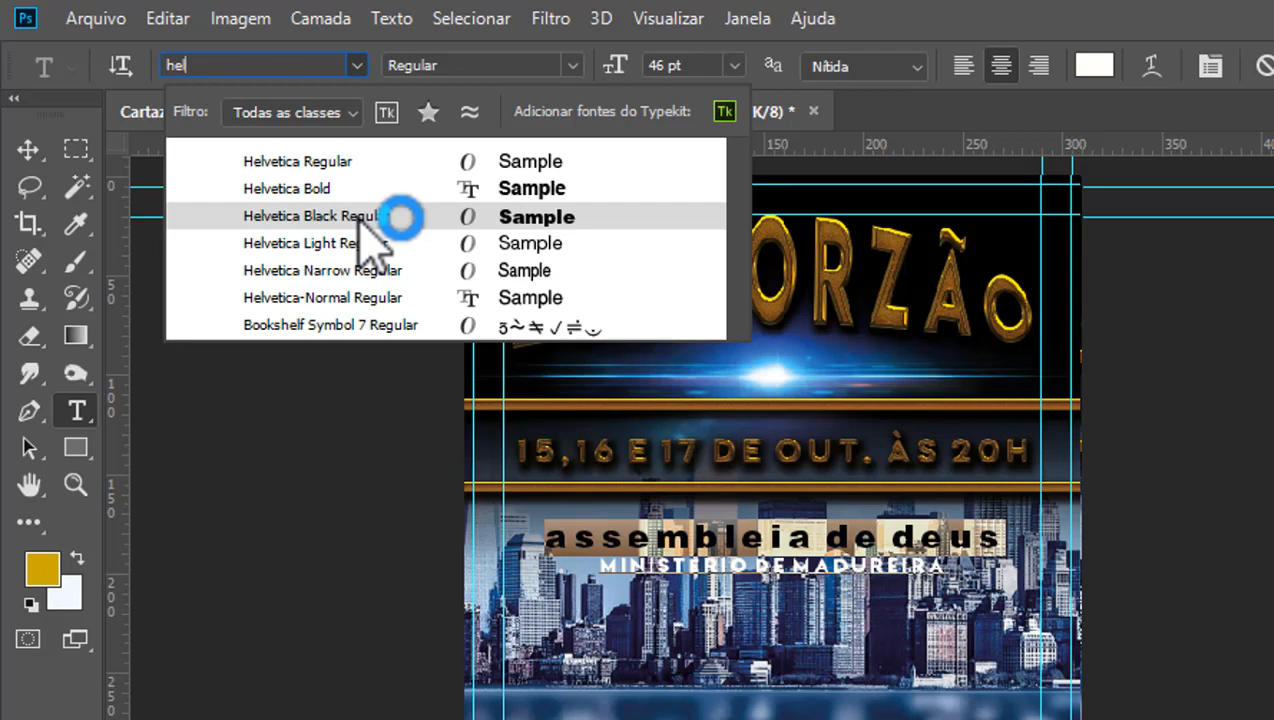 Ps Arquivo Editar Imagem Camada Texto Selecionar Filtro 3D Visualizar Janela Ajuda
hel Regular 46 pt Nítida
Cartaz K/8) *
Filtro: Todas as classes Tk Adicionar fontes do Typekit: Tk
150 200 250 300 350
Helvetica Regular Sample
Helvetica Bold Sample
Helvetica Black Regul Sample
Helvetica Light Re Sample
Helvetica Narrow Regular Sample
Helvetica-Normal Regular Sample
Bookshelf Symbol 7 Regular
ORZÃO
15,16 E 17 DE OUT. ÀS 20H
assembleia de deus
MINISTÉRIO DE MADUREIRA